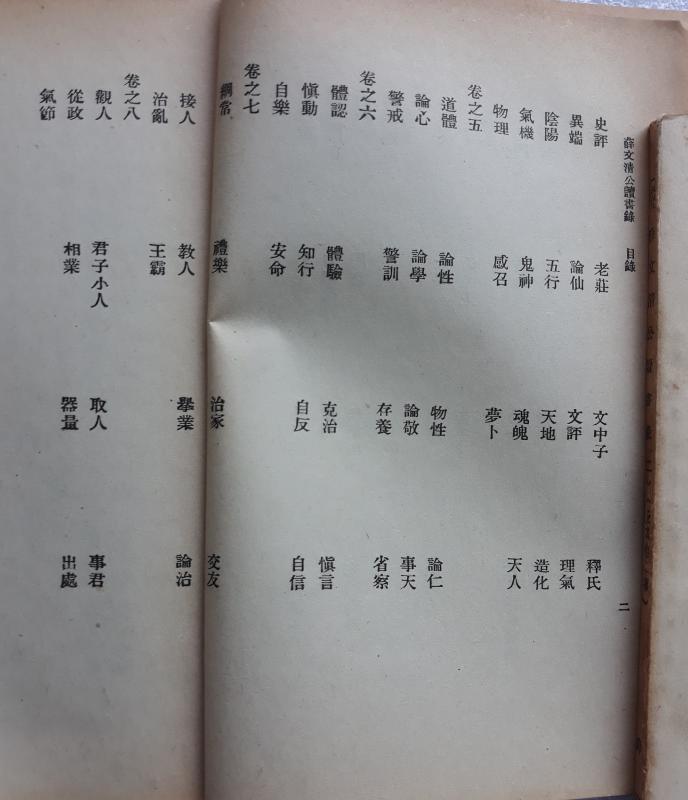 薛文清公讀書錄 目錄 二
史評 老莊 文中子 釋氏
異端 論仙 文評 理氣
陰陽 五行 天地 造化
氣機 鬼神 魂魄 天人
物理 感召 夢卜
卷之五
道體 論性 物性 論仁
論心 論學 論敬 事天
警戒 警訓 存養 省察
卷之六
體認 體驗 克治 愼言
愼動 知行 自反 自信
自樂 安命
卷之七
綱常 禮樂 治家 交友
接人 教人 舉業 論治
治亂 王霸
卷之八
觀人 君子小人 取人 事君
從政 相業 器量 出處
氣節